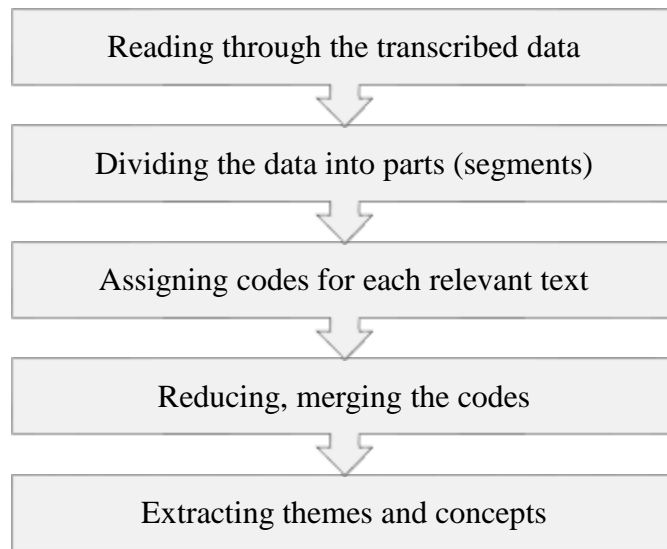 Reading through the transcribed data
Dividing the data into parts (segments)
Assigning codes for each relevant text
Reducing, merging the codes
Extracting themes and concepts